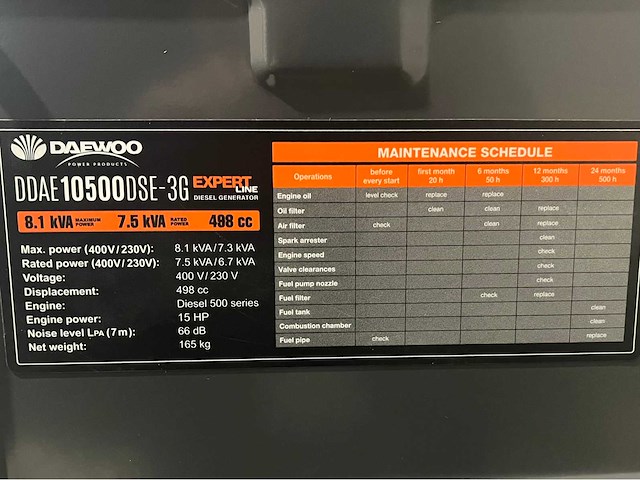 DAEWOO
POWER PRODUCTS
DDAE10500DSE-3G EXPERT LINE
DIESEL GENERATOR
8.1 kVA MAXIMUM POWER 7.5 kVA RATED POWER 498 cc
Max. power (400V/230V): 8.1 kVA/7.3 kVA
Rated power (400V/230V): 7.5 kVA/6.7 kVA
Voltage: 400 V/230 V
Displacement: 498 cc
Engine: Diesel 500 series
Engine power: 15 HP
Noise level LPA (7m): 66 dB
Net weight: 165 kg
MAINTENANCE SCHEDULE
Operations before every start first month 20 h 6 months 50 h 12 months 300 h 24 months 500 h
Engine oil level check replace replace
Oil filter clean clean replace
Air filter check clean replace
Spark arrester clean
Engine speed check
Valve clearances check
Fuel pump nozzle check
Fuel filter check replace
Fuel tank clean
Combustion chamber clean
Fuel pipe check replace